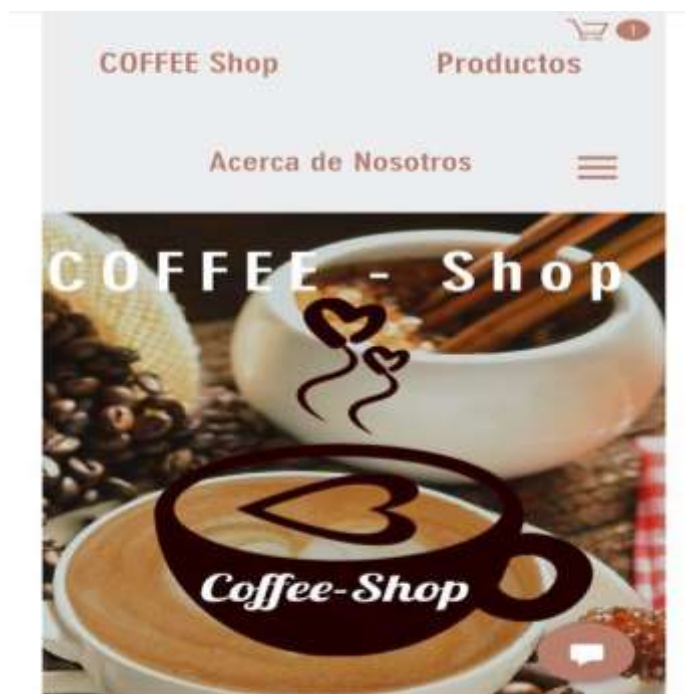 1
COFFEE Shop
Productos
Acerca de Nosotros
COFFEE - Shop
Coffee-Shop